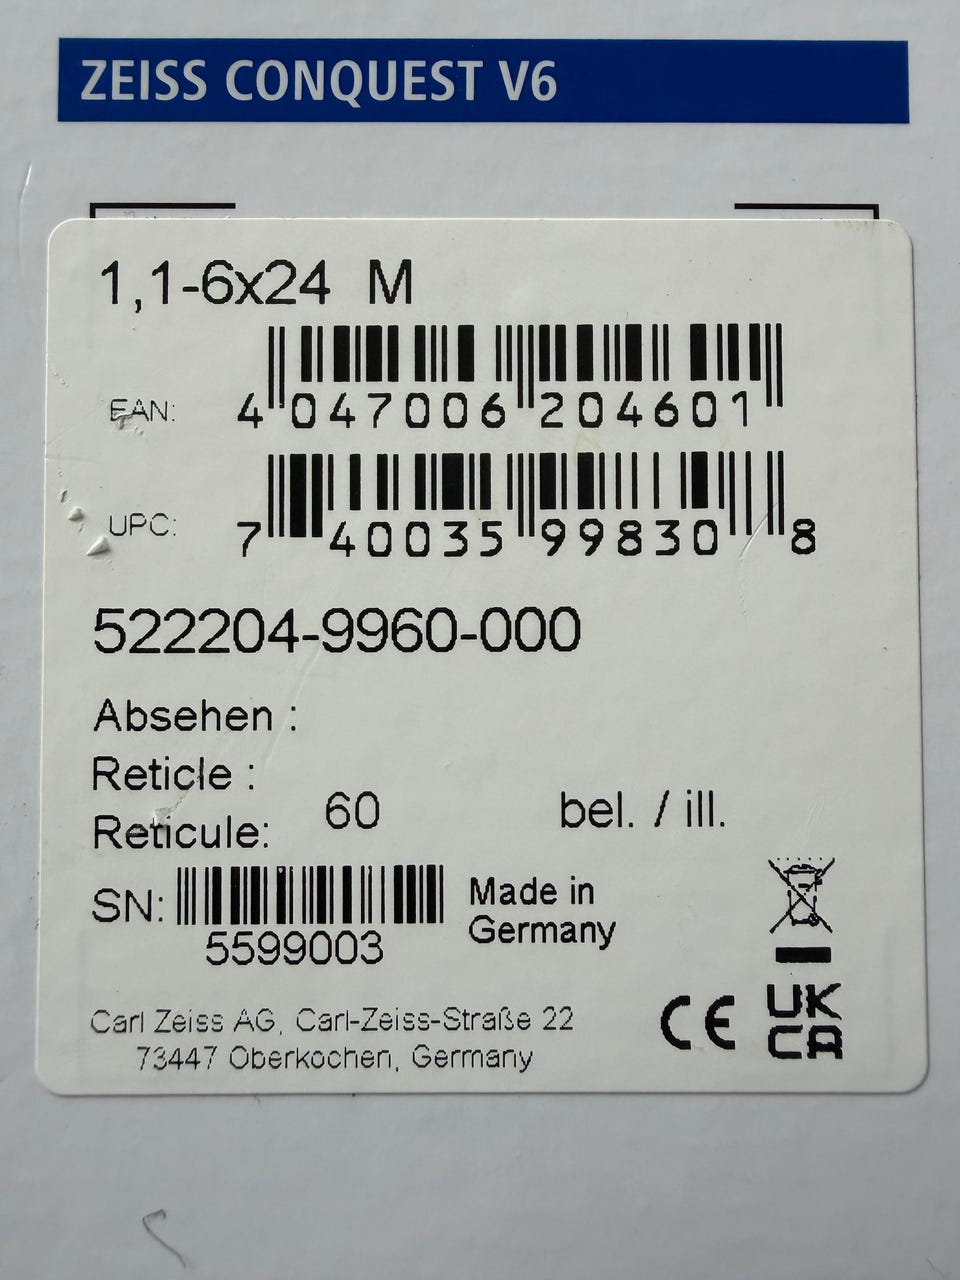 ZEISS CONQUEST V6
1,1-6x24 M
EAN: 4 047006 204601
UPC: 7 40035 99830 8
522204-9960-000
Absehen :
Reticle :
Reticule: 60 bel. / ill.
SN: 5599003
Made in
Germany
Carl Zeiss AG, Carl-Zeiss-Straße 22
73447 Oberkochen, Germany
CE
UK
CA